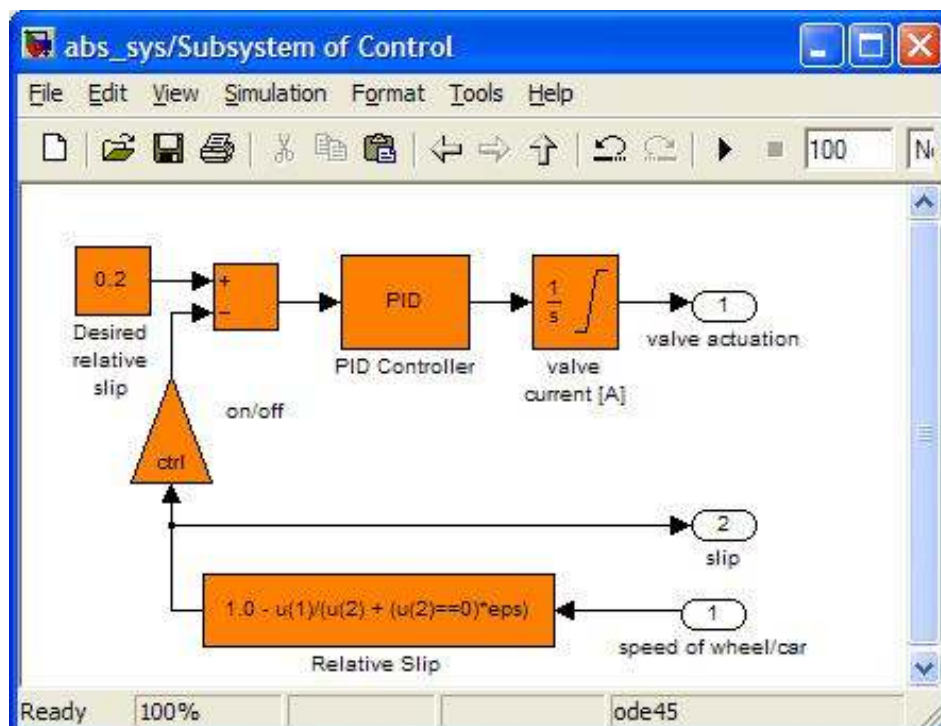 abs_sys/Subsystem of Control
File Edit View Simulation Format Tools Help
100
0.2
+
−
PID
1
s
1
Desired
relative
slip
PID Controller
valve
current [A]
valve actuation
on/off
ctrl
2
slip
1.0 - u(1)/(u(2) + (u(2)==0)*eps)
1
Relative Slip
speed of wheel/car
Ready 100% ode45